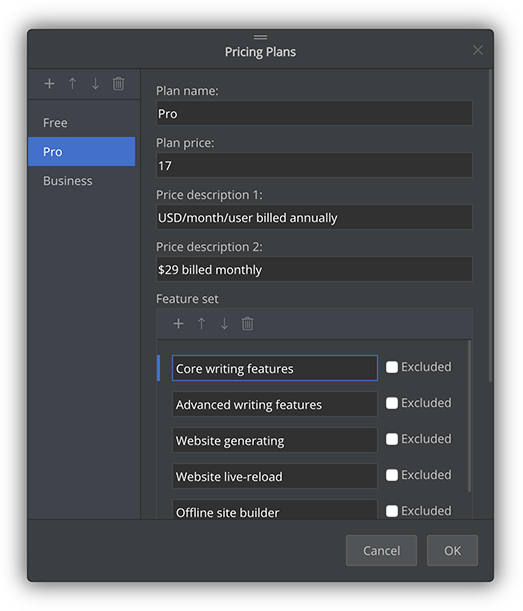 Pricing Plans
Free
Pro
Business
Plan name:
Pro
Plan price:
17
Price description 1:
USD/month/user billed annually
Price description 2:
$29 billed monthly
Feature set
Core writing features Excluded
Advanced writing features Excluded
Website generating Excluded
Website live-reload Excluded
Offline site builder Excluded
Cancel OK